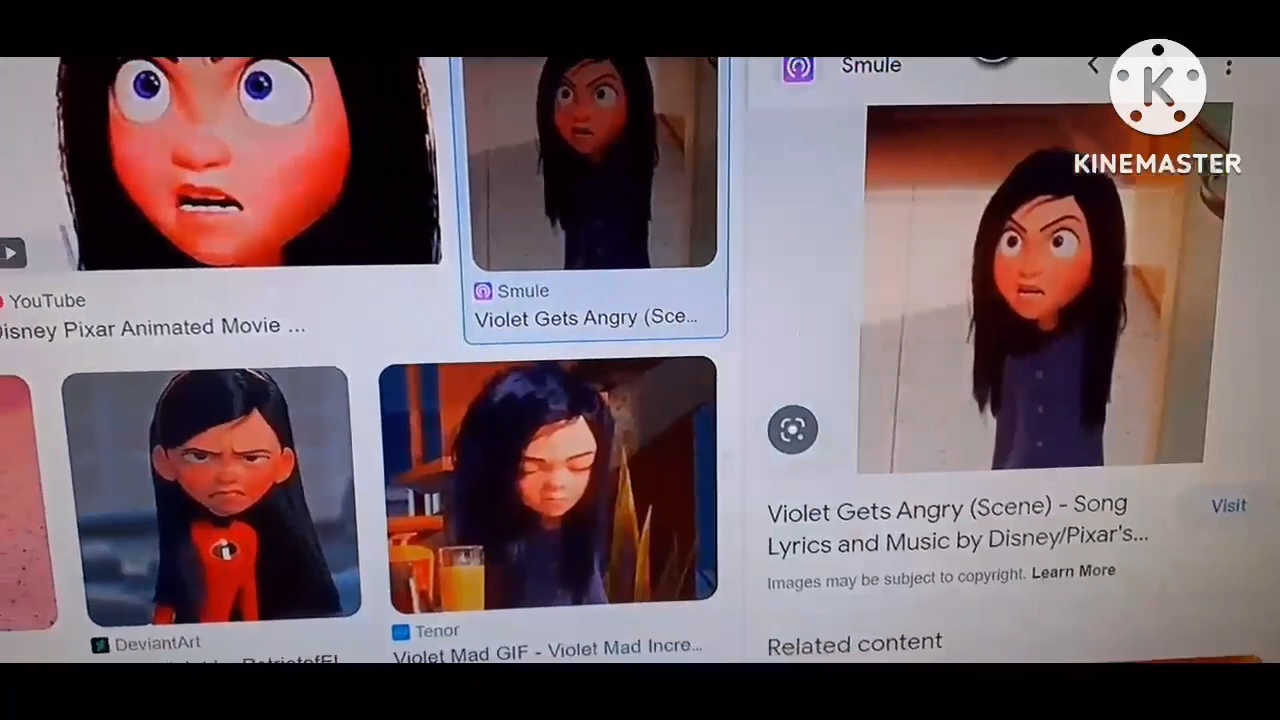 Smule
KINEMASTER
YouTube
Disney Pixar Animated Movie ...
Smule
Violet Gets Angry (Sce...
Violet Gets Angry (Scene) - Song
Lyrics and Music by Disney/Pixar's...
Visit
Images may be subject to copyright. Learn More
DeviantArt
Tenor
Violet Mad GIF - Violet Mad Incre...
Related content